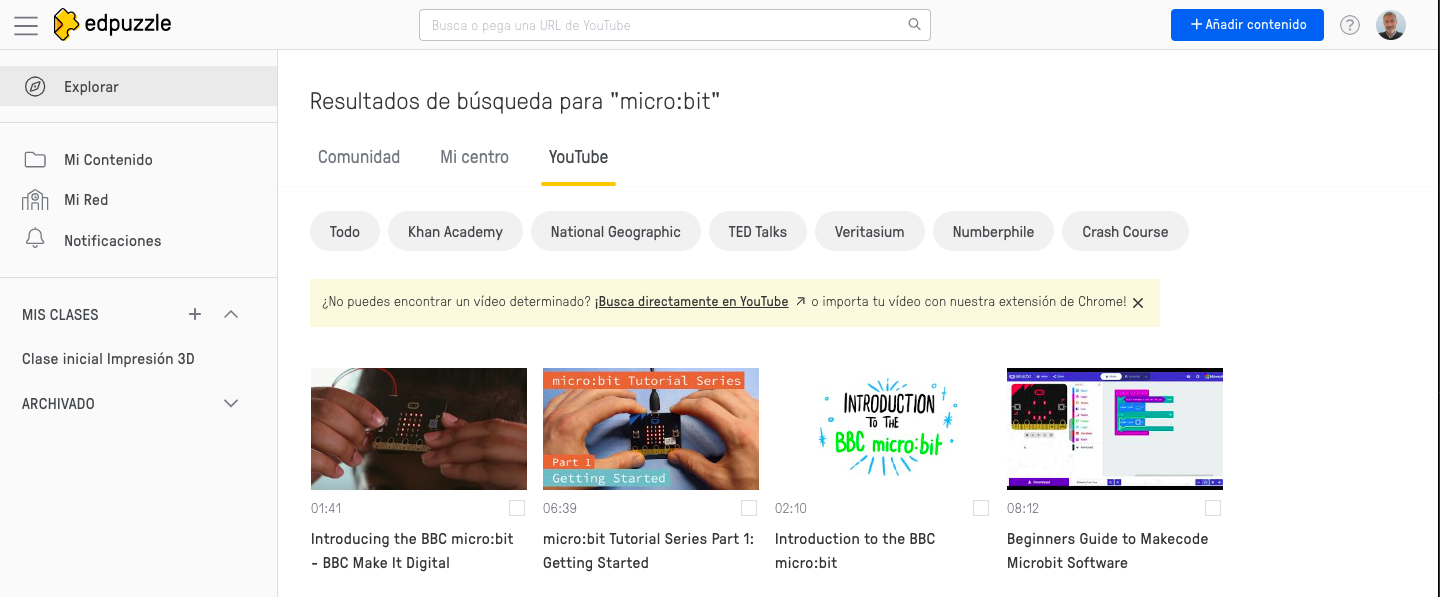 edpuzzle
Busca o pega una URL de YouTube
+ Añadir contenido
?
Explorar
Mi Contenido
Mi Red
Notificaciones
MIS CLASES
Clase inicial Impresión 3D
ARCHIVADO
Resultados de búsqueda para "micro:bit"
Comunidad Mi centro YouTube
Todo Khan Academy National Geographic TED Talks Veritasium Numberphile Crash Course
¿No puedes encontrar un vídeo determinado? ¡Busca directamente en YouTube ↗ o importa tu vídeo con nuestra extensión de Chrome!
micro:bit Tutorial Series
Part 1
Getting Started
INTRODUCTION
TO THE
BBC micro:bit
01:41
Introducing the BBC micro:bit
- BBC Make It Digital
06:39
micro:bit Tutorial Series Part 1:
Getting Started
02:10
Introduction to the BBC
micro:bit
08:12
Beginners Guide to Makecode
Microbit Software